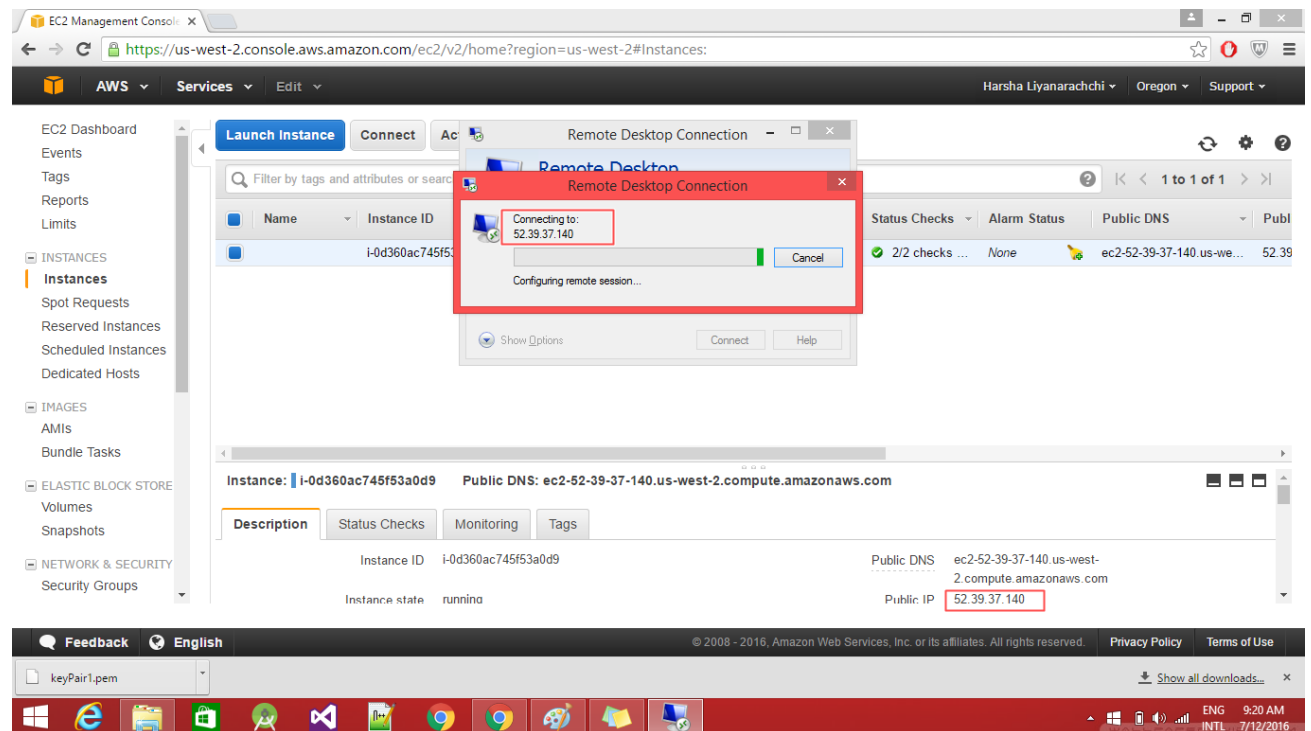 EC2 Management Console
https://us-west-2.console.aws.amazon.com/ec2/v2/home?region=us-west-2#Instances:
AWS Services Edit Harsha Liyanarachchi Oregon Support
EC2 Dashboard
Events
Tags
Reports
Limits
INSTANCES
Instances
Spot Requests
Reserved Instances
Scheduled Instances
Dedicated Hosts
IMAGES
AMIs
Bundle Tasks
ELASTIC BLOCK STORE
Volumes
Snapshots
NETWORK & SECURITY
Security Groups
Launch Instance Connect Ac
Filter by tags and attributes or searc 1 to 1 of 1
Name Instance ID Status Checks Alarm Status Public DNS Publ
i-0d360ac745f53 2/2 checks ... None ec2-52-39-37-140.us-we... 52.39
Remote Desktop Connection
Remote Desktop
Remote Desktop Connection
Connecting to:
52.39.37.140
Cancel
Configuring remote session...
Show Options Connect Help
Instance: i-0d360ac745f53a0d9 Public DNS: ec2-52-39-37-140.us-west-2.compute.amazonaws.com
Description Status Checks Monitoring Tags
Instance ID i-0d360ac745f53a0d9 Public DNS ec2-52-39-37-140.us-west-
2.compute.amazonaws.com
Instance state running Public IP 52.39.37.140
Feedback English © 2008 - 2016, Amazon Web Services, Inc. or its affiliates. All rights reserved. Privacy Policy Terms of Use
keyPair1.pem Show all downloads...
ENG 9:20 AM
INTL 7/12/2016